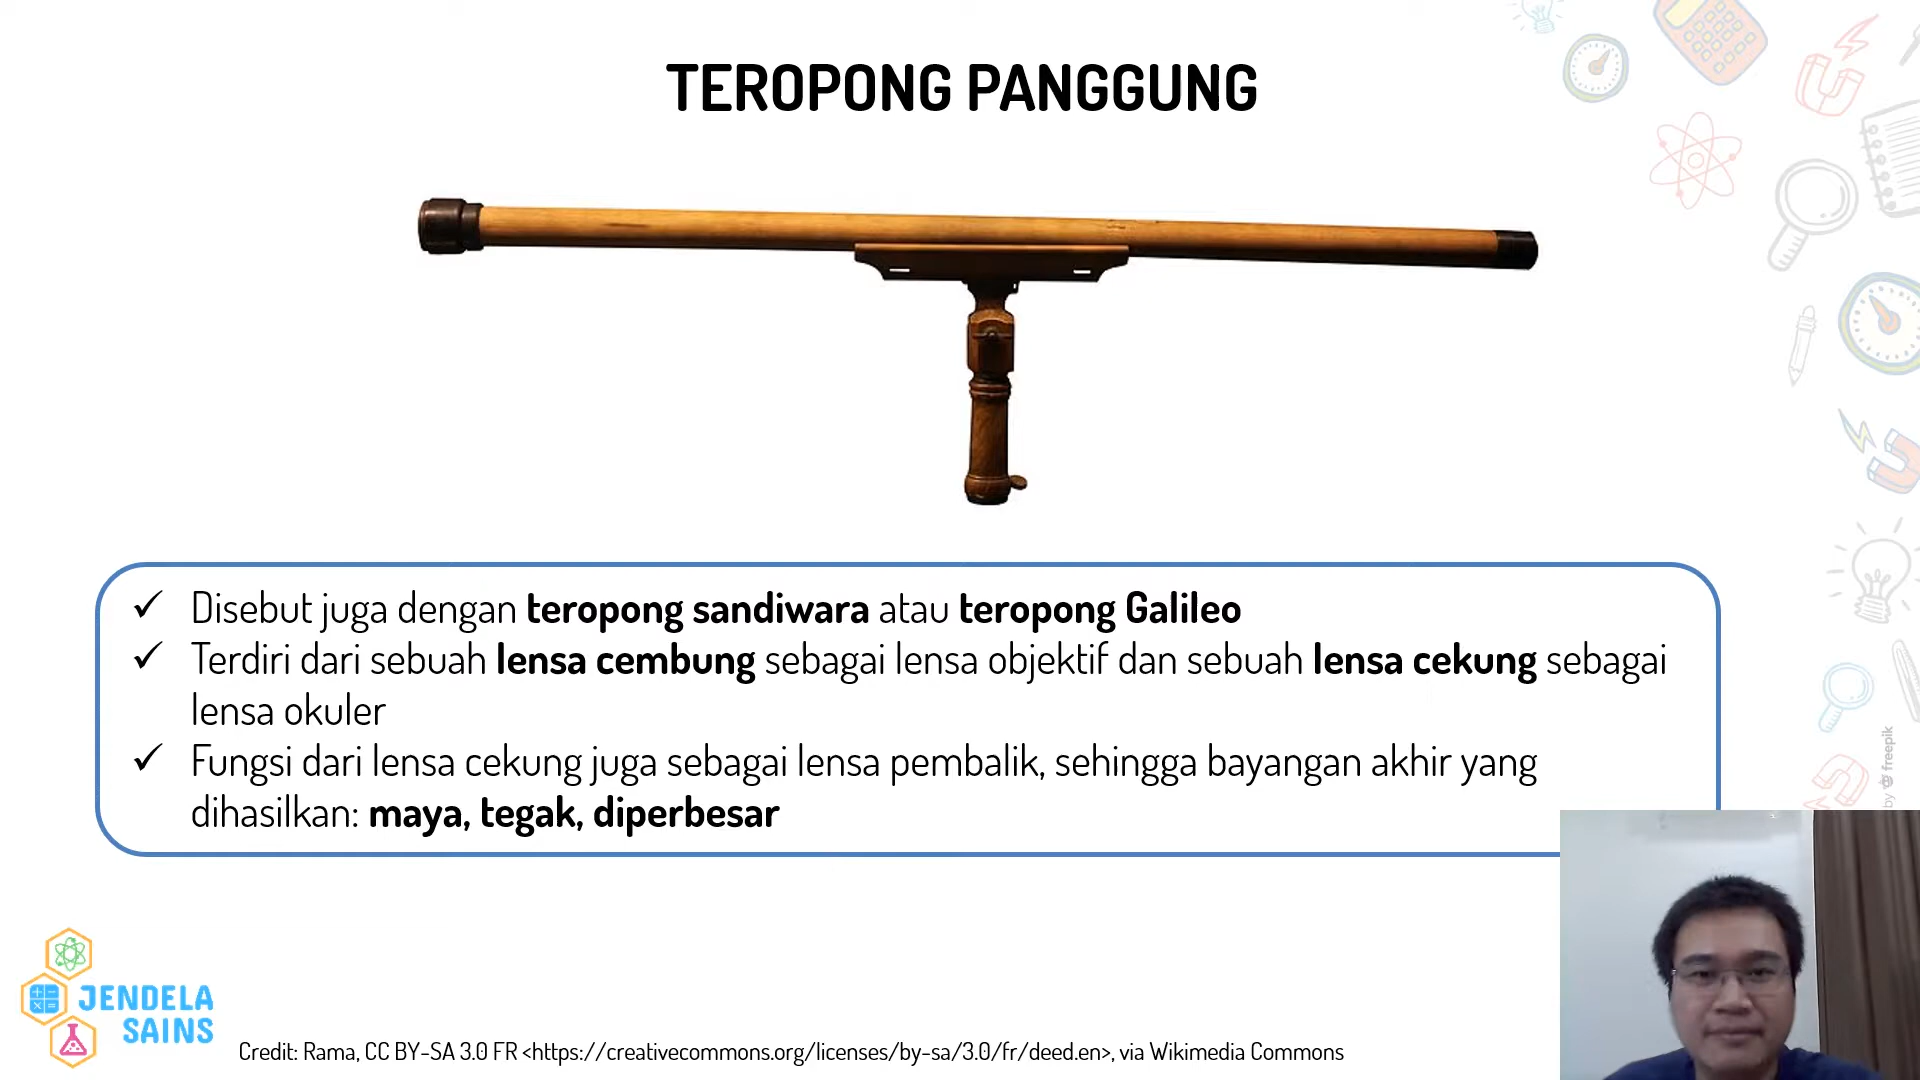 TEROPONG PANGGUNG
✓ Disebut juga dengan teropong sandiwara atau teropong Galileo
✓ Terdiri dari sebuah lensa cembung sebagai lensa objektif dan sebuah lensa cekung sebagai
lensa okuler
✓ Fungsi dari lensa cekung juga sebagai lensa pembalik, sehingga bayangan akhir yang
dihasilkan: maya, tegak, diperbesar
by freepik
JENDELA
SAINS
Credit: Rama, CC BY-SA 3.0 FR <https://creativecommons.org/licenses/by-sa/3.0/fr/deed.en>, via Wikimedia Commons